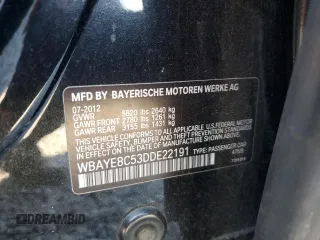 MFD BY BAYERISCHE MOTOREN WERKE AG
07-2012
GVWR 5820 lbs 2640 kg
GAWR FRONT 2780 lbs 1261 kg
GAWR REAR 3155 lbs 1431 kg
THIS VEHICLE CONFORMS TO ALL APPLICABLE
FEDERAL MOTOR VEHICLE SAFETY, BUMPER,
AND THEFT PREVENTION STANDARDS IN EFFECT
ON THE DATE OF MANUFACTURE SHOWN ABOVE.
WBAYE8C53DDE22191
TYPE: PASSENGER CAR
DREAMBID